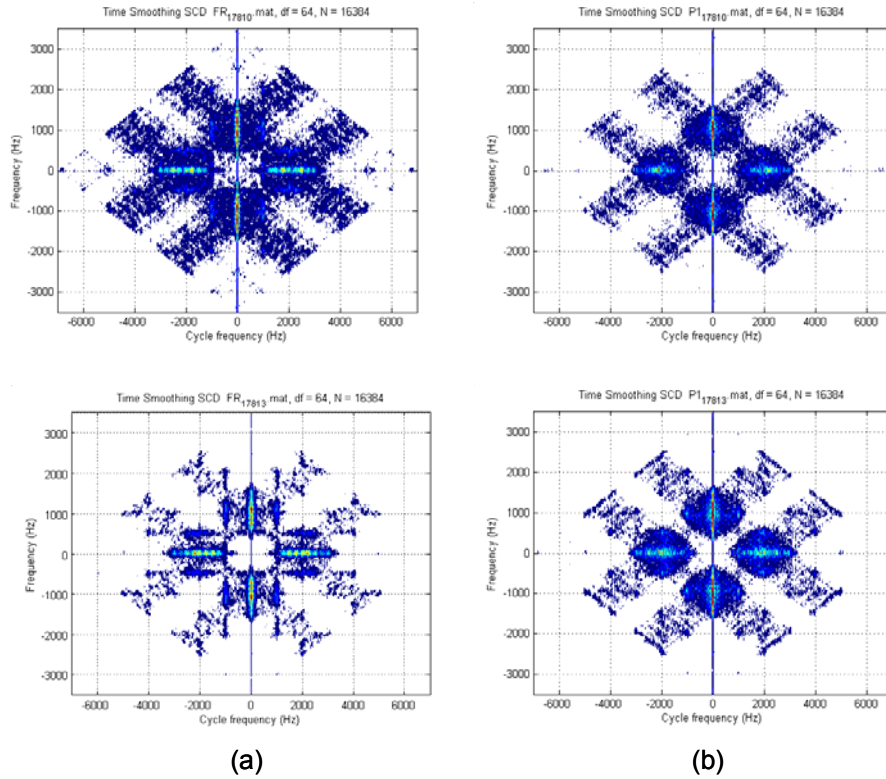 Time Smoothing SCD FR17810.mat, df = 64, N = 16384
Frequency (Hz)
3000
2000
1000
0
-1000
-2000
-3000
-6000 -4000 -2000 0 2000 4000 6000
Cycle frequency (Hz)
Time Smoothing SCD P117810.mat, df = 64, N = 16384
Frequency (Hz)
3000
2000
1000
0
-1000
-2000
-3000
-6000 -4000 -2000 0 2000 4000 6000
Cycle frequency (Hz)
Time Smoothing SCD FR17813.mat, df = 64, N = 16384
Frequency (Hz)
3000
2000
1000
0
-1000
-2000
-3000
-6000 -4000 -2000 0 2000 4000 6000
Cycle frequency (Hz)
Time Smoothing SCD P117813.mat, df = 64, N = 16384
Frequency (Hz)
3000
2000
1000
0
-1000
-2000
-3000
-6000 -4000 -2000 0 2000 4000 6000
Cycle frequency (Hz)
(a) (b)